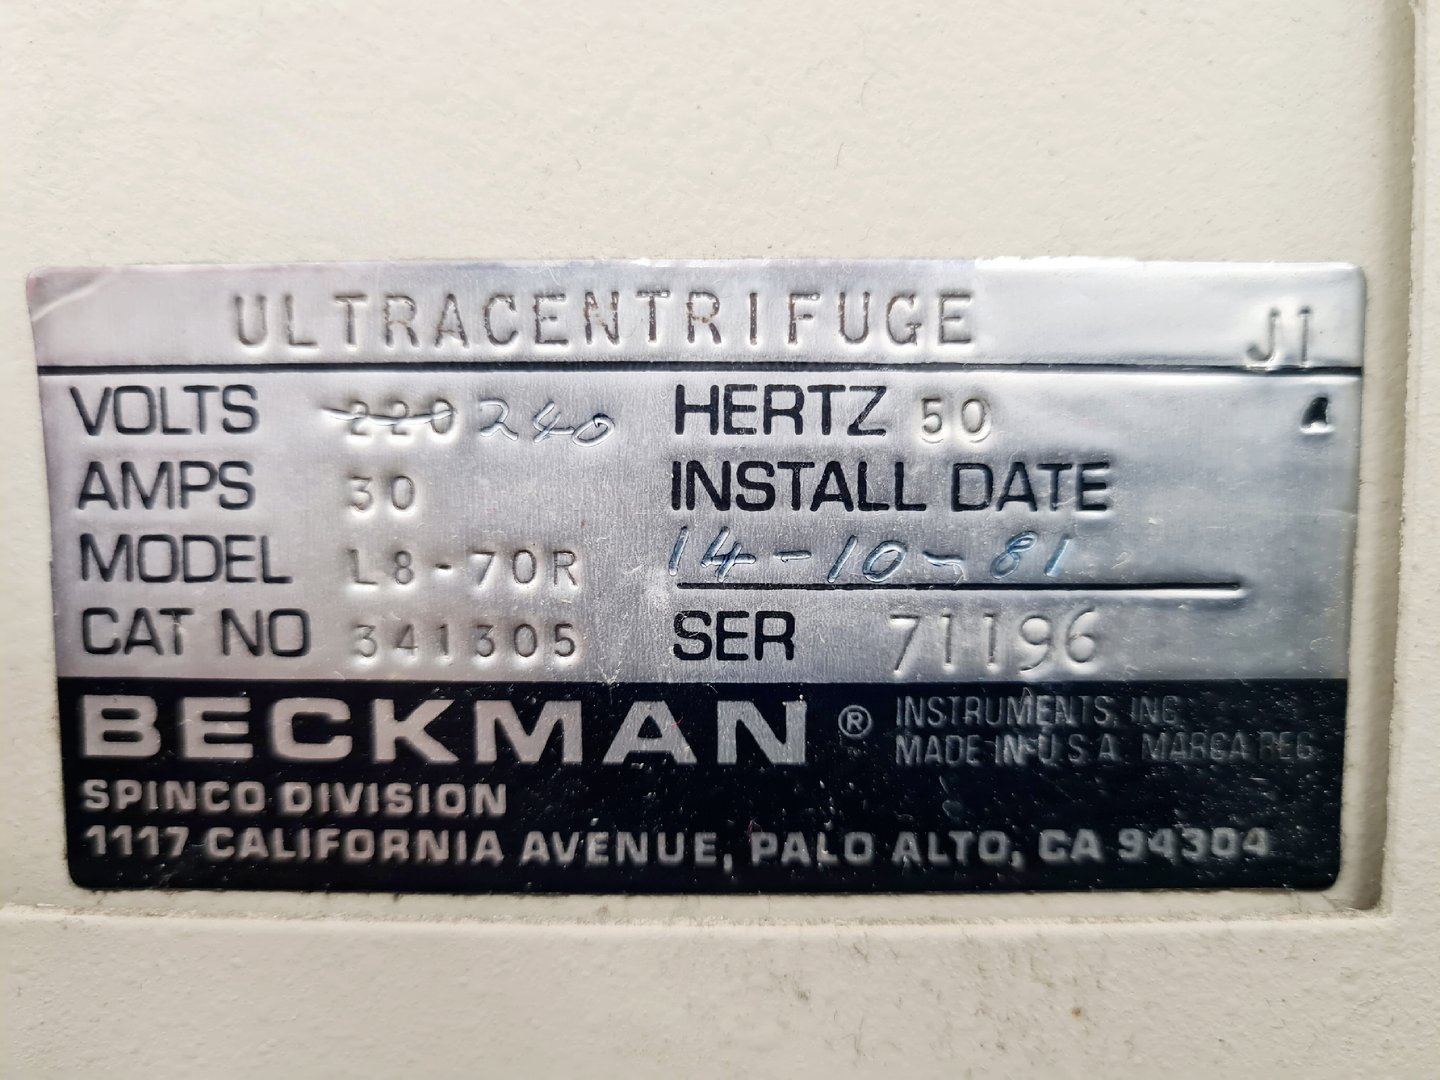 ULTRACENTRIFUGE J1
VOLTS 220 240 HERTZ 50
AMPS 30 INSTALL DATE
MODEL L8-70R 14-10-81
CAT NO 341305 SER 71196
BECKMAN ® INSTRUMENTS, INC.
MADE IN U S A MARCA REG
SPINCO DIVISION
1117 CALIFORNIA AVENUE, PALO ALTO, CA 94304